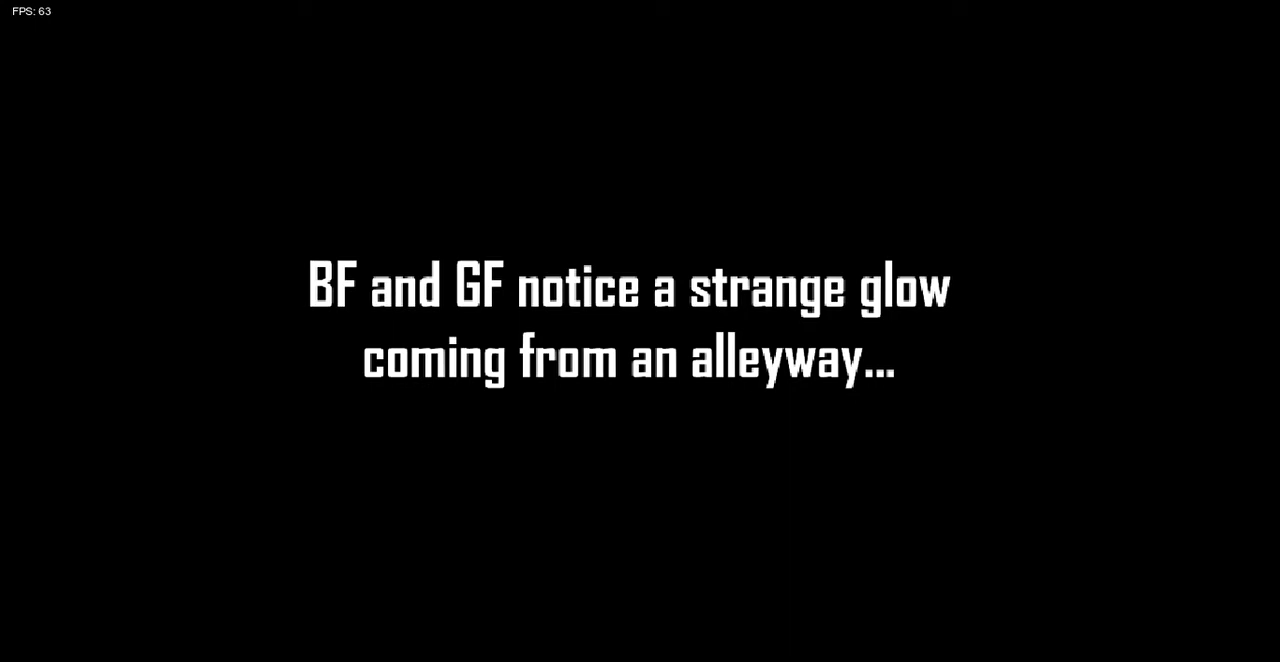 FPS: 63
BF and GF notice a strange glow
coming from an alleyway...